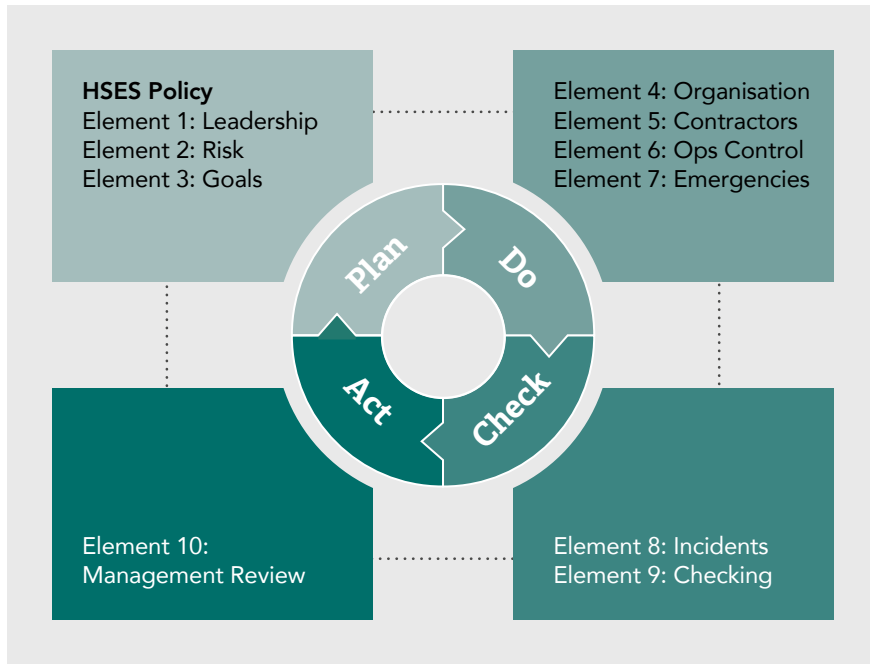 HSES Policy
Element 1: Leadership
Element 2: Risk
Element 3: Goals
Element 4: Organisation
Element 5: Contractors
Element 6: Ops Control
Element 7: Emergencies
Plan
Do
Act
Check
Element 10:
Management Review
Element 8: Incidents
Element 9: Checking